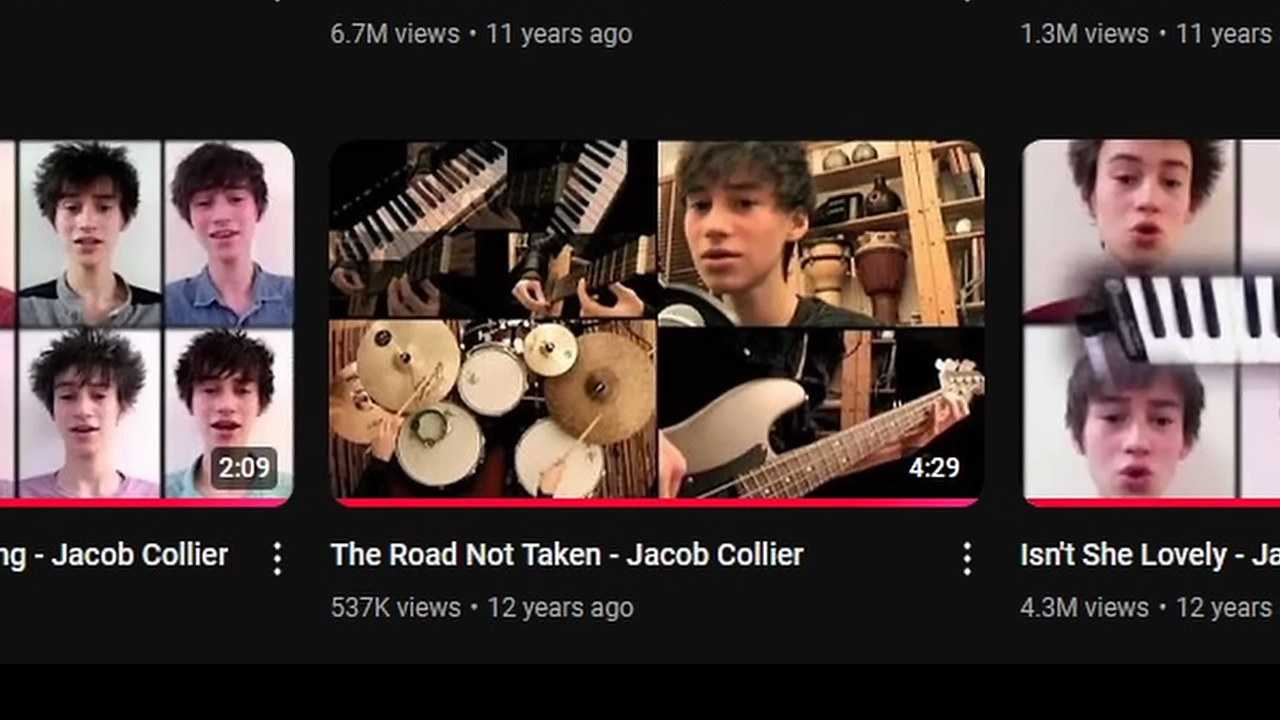 6.7M views • 11 years ago
1.3M views • 11 years
2:09
4:29
ng - Jacob Collier
The Road Not Taken - Jacob Collier
Isn't She Lovely - Ja
537K views • 12 years ago
4.3M views • 12 years